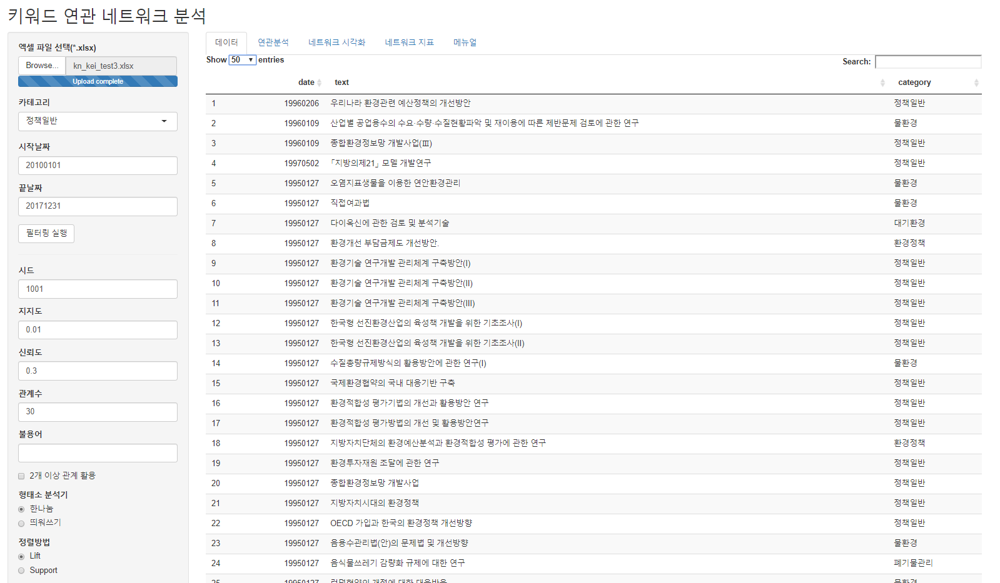 키워드 연관 네트워크 분석
엑셀 파일 선택(*.xlsx)
Browse... kn_kei_test3.xlsx
Upload complete
카테고리
정책일반
시작날짜
20100101
끝날짜
20171231
필터링 실행
시드
1001
지지도
0.01
신뢰도
0.3
관계수
30
불용어
2개 이상 관계 활용
형태소 분석기
한나눔
띄워쓰기
정렬방법
Lift
Support
데이터 연관분석 네트워크 시각화 네트워크 지표 메뉴얼
Show 50 entries Search:
date text category
1 19960206 우리나라 환경관련 예산정책의 개선방안 정책일반
2 19960109 산업별 공업용수의 수요·수량·수질현황파악 및 재이용에 따른 제반문제 검토에 관한 연구 물환경
3 19960109 종합환경정보망 개발사업(Ⅲ) 정책일반
4 19970502 「지방의제21」 모델 개발연구 정책일반
5 19950127 오염지표생물을 이용한 연안환경관리 물환경
6 19950127 직접여과법 물환경
7 19950127 다이옥신에 관한 검토 및 분석기술 대기환경
8 19950127 환경개선 부담금제도 개선방안. 환경정책
9 19950127 환경기술 연구개발 관리체계 구축방안(I) 정책일반
10 19950127 환경기술 연구개발 관리체계 구축방안(II) 정책일반
11 19950127 환경기술 연구개발 관리체계 구축방안(III) 정책일반
12 19950127 한국형 선진환경산업의 육성책 개발을 위한 기초조사(I) 정책일반
13 19950127 한국형 선진환경산업의 육성책 개발을 위한 기초조사(II) 정책일반
14 19950127 수질총량규제방식의 활용방안에 관한 연구(I) 물환경
15 19950127 국제환경협약의 국내 대응기반 구축 정책일반
16 19950127 환경적합성 평가기법의 개선과 활용방안 연구 정책일반
17 19950127 환경적합성 평가방법의 개선 및 활용방안연구 정책일반
18 19950127 지방자치단체의 환경예산분석과 환경적합성 평가에 관한 연구 환경정책
19 19950127 환경투자재원 조달에 관한 연구 정책일반
20 19950127 종합환경정보망 개발사업 정책일반
21 19950127 지방자치시대의 환경정책 정책일반
22 19950127 OECD 가입과 한국의 환경정책 개선방향 정책일반
23 19950127 음용수관리법(안)의 문제법 및 개선방향 물환경
24 19950127 음식물쓰레기 감량화 규제에 대한 연구 폐기물관리